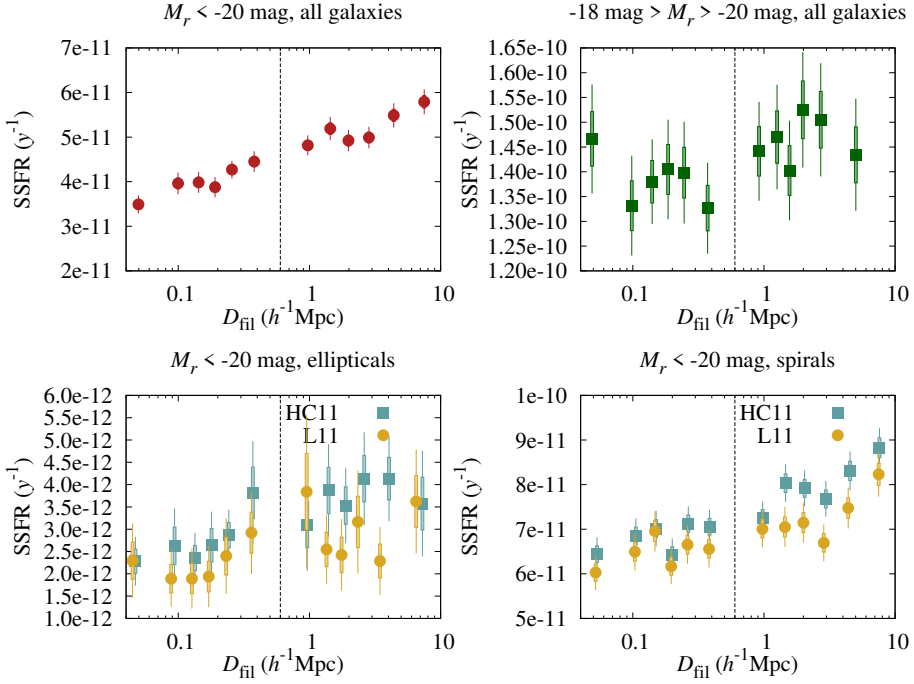 M_r < -20 mag, all galaxies
7e-11
6e-11
5e-11
4e-11
3e-11
2e-11
SSFR (y⁻¹)
0.1 1 10
D_fil (h⁻¹Mpc)
-18 mag > M_r > -20 mag, all galaxies
1.65e-10
1.60e-10
1.55e-10
1.50e-10
1.45e-10
1.40e-10
1.35e-10
1.30e-10
1.25e-10
1.20e-10
SSFR (y⁻¹)
0.1 1 10
D_fil (h⁻¹Mpc)
M_r < -20 mag, ellipticals
6.0e-12
5.5e-12
5.0e-12
4.5e-12
4.0e-12
3.5e-12
3.0e-12
2.5e-12
2.0e-12
1.5e-12
1.0e-12
SSFR (y⁻¹)
HC11
L11
0.1 1 10
D_fil (h⁻¹Mpc)
M_r < -20 mag, spirals
1e-10
9e-11
8e-11
7e-11
6e-11
5e-11
SSFR (y⁻¹)
HC11
L11
0.1 1 10
D_fil (h⁻¹Mpc)